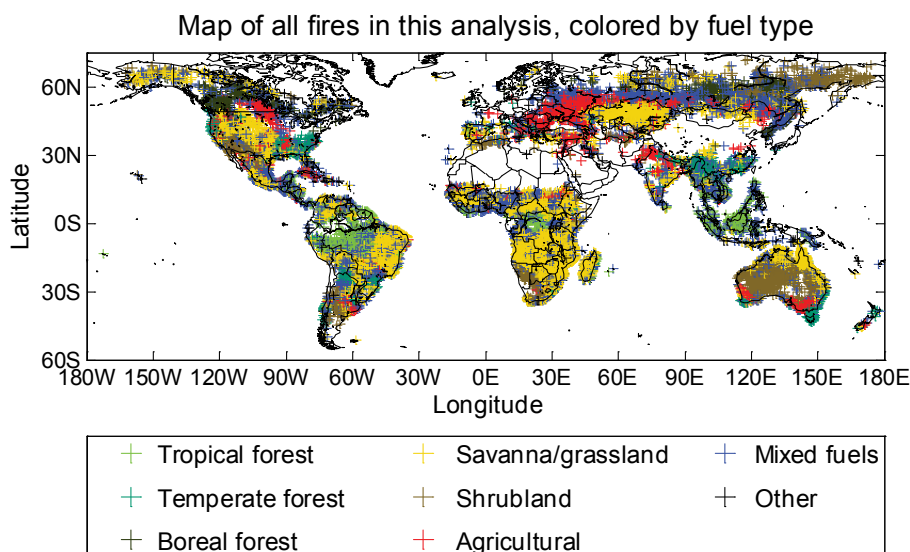 Map of all fires in this analysis, colored by fuel type
60N
30N
0S
30S
60S
Latitude
180W 150W 120W 90W 60W 30W 0E 30E 60E 90E 120E 150E 180E
Longitude
Tropical forest Savanna/grassland Mixed fuels
Temperate forest Shrubland Other
Boreal forest Agricultural